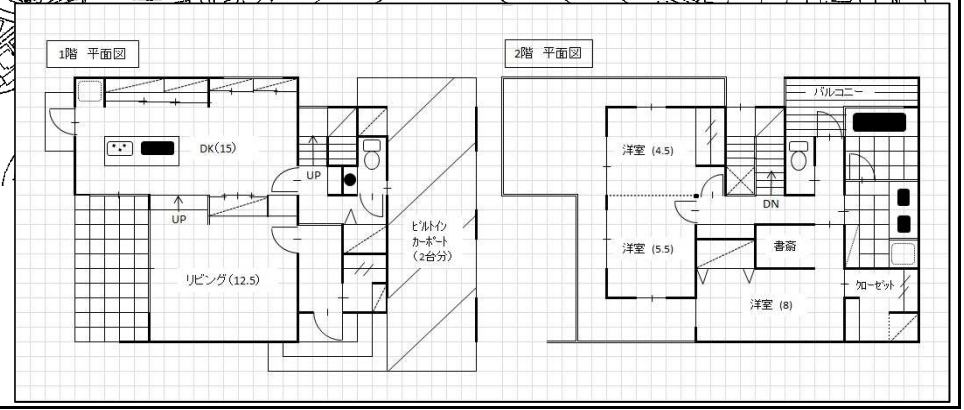 1階 平面図
DK(15)
UP
UP
リビング(12.5)
ビルトイン
カーポート
(2台分)
2階 平面図
バルコニー
洋室 (4.5)
DN
洋室 (5.5)
書斎
クローゼット
洋室 (8)